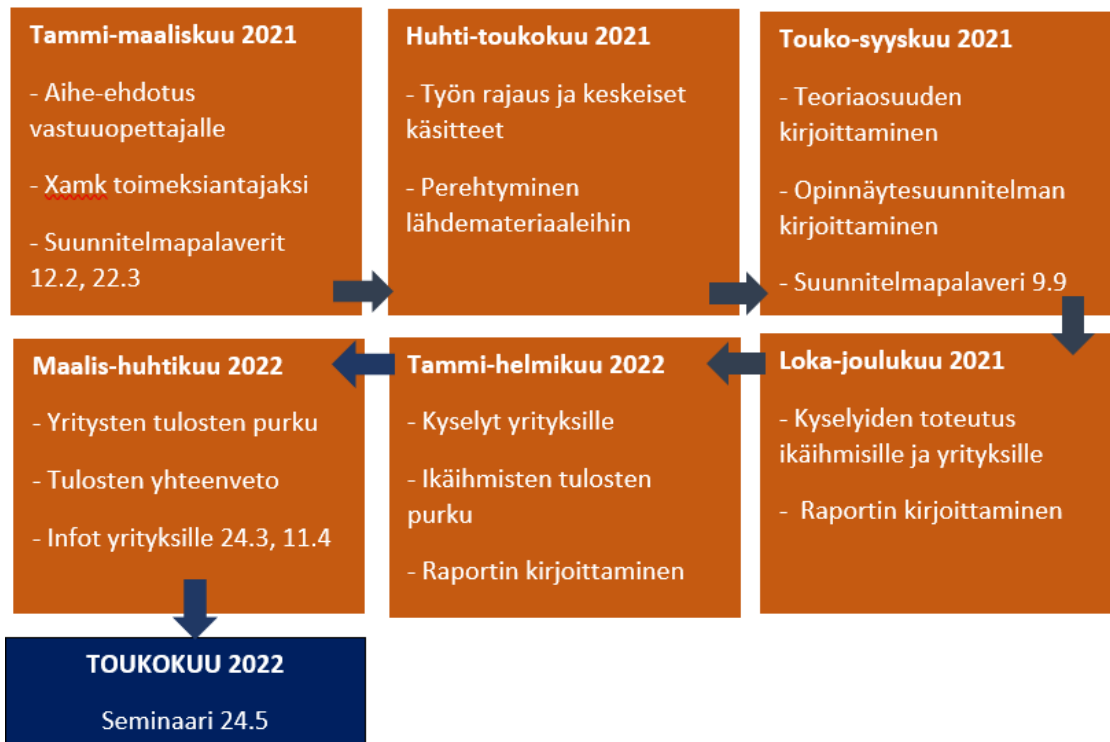 Tammi-maaliskuu 2021
- Aihe-ehdotus
vastuuopettajalle
- Xamk toimeksiantajaksi
- Suunnitelmapalaverit
12.2, 22.3
Huhti-toukokuu 2021
- Työn rajaus ja keskeiset
käsitteet
- Perehtyminen
lähdemateriaaleihin
Touko-syyskuu 2021
- Teoriaosuuden
kirjoittaminen
- Opinnäytesuunnitelman
kirjoittaminen
- Suunnitelmapalaveri 9.9
Loka-joulukuu 2021
- Kyselyiden toteutus
ikäihmisille ja yrityksille
- Raportin kirjoittaminen
Tammi-helmikuu 2022
- Kyselyt yrityksille
- Ikäihmisten tulosten
purku
- Raportin kirjoittaminen
Maalis-huhtikuu 2022
- Yritysten tulosten purku
- Tulosten yhteenveto
- Infot yrityksille 24.3, 11.4
TOUKOKUU 2022
Seminaari 24.5